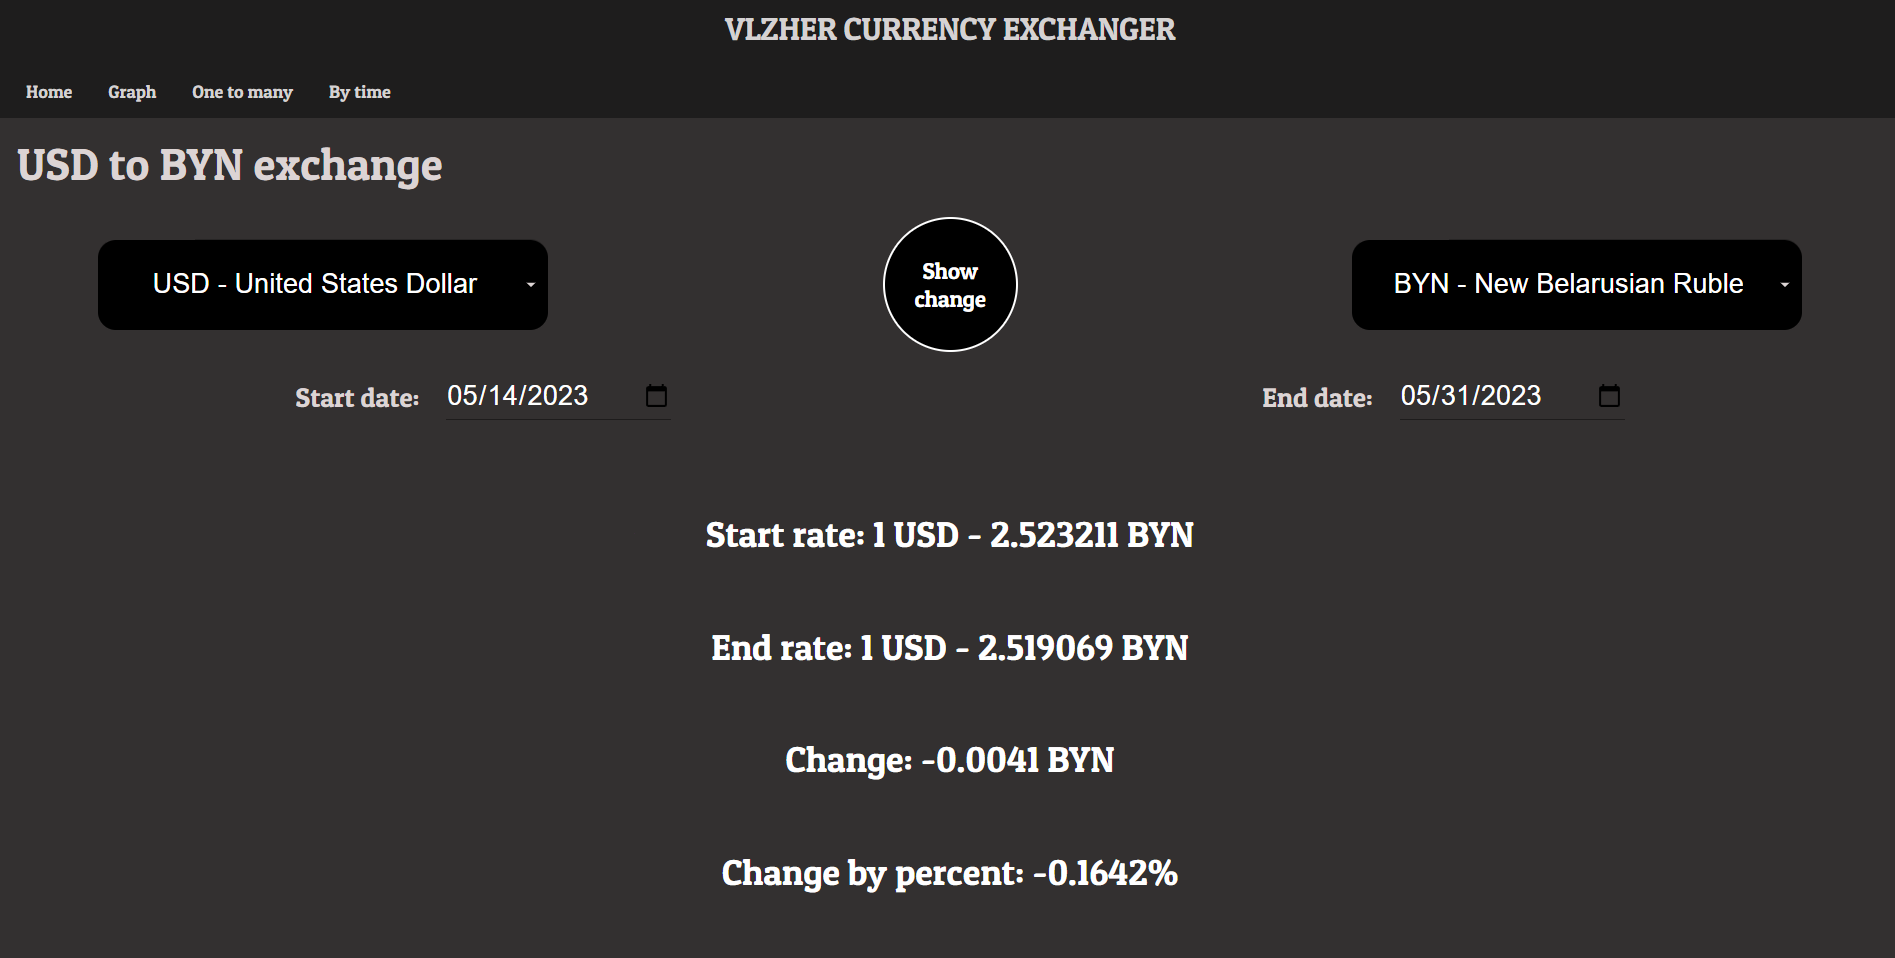 VLZHER CURRENCY EXCHANGER
Home Graph One to many By time
USD to BYN exchange
USD - United States Dollar
Show
change
BYN - New Belarusian Ruble
Start date: 05/14/2023
End date: 05/31/2023
Start rate: 1 USD - 2.523211 BYN
End rate: 1 USD - 2.519069 BYN
Change: -0.0041 BYN
Change by percent: -0.1642%